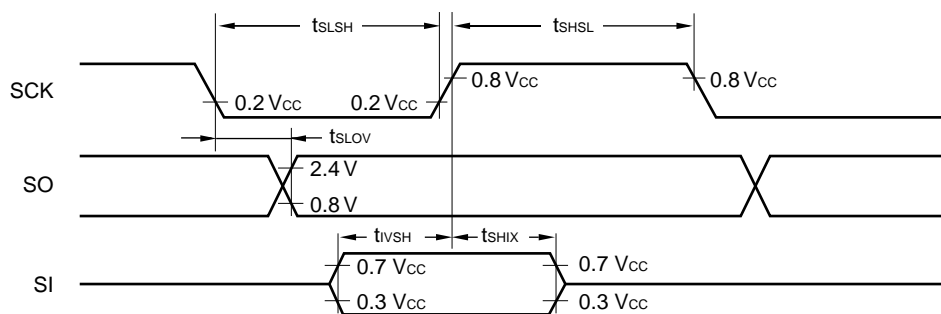 tSLSH tSHSL
SCK 0.2 VCC 0.2 VCC 0.8 VCC 0.8 VCC
tSLOV
SO 2.4 V
0.8 V
tIVSH tSHIX
0.7 VCC 0.7 VCC
SI
0.3 VCC 0.3 VCC